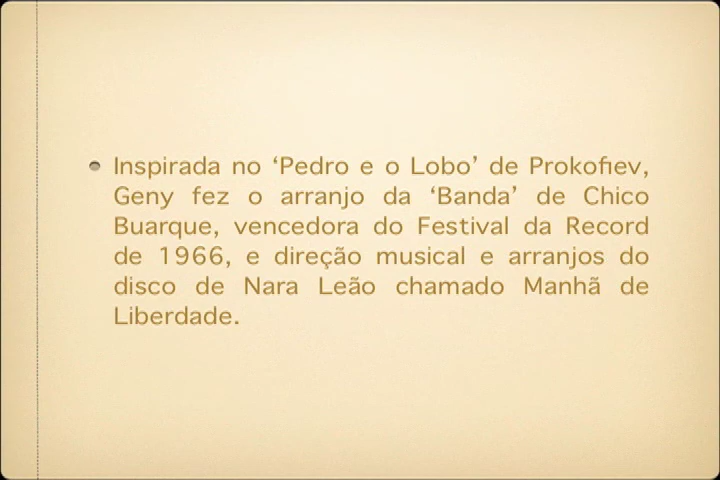 Inspirada no ‘Pedro e o Lobo’ de Prokofiev,
Geny fez o arranjo da ‘Banda’ de Chico
Buarque, vencedora do Festival da Record
de 1966, e direção musical e arranjos do
disco de Nara Leão chamado Manhã de
Liberdade.